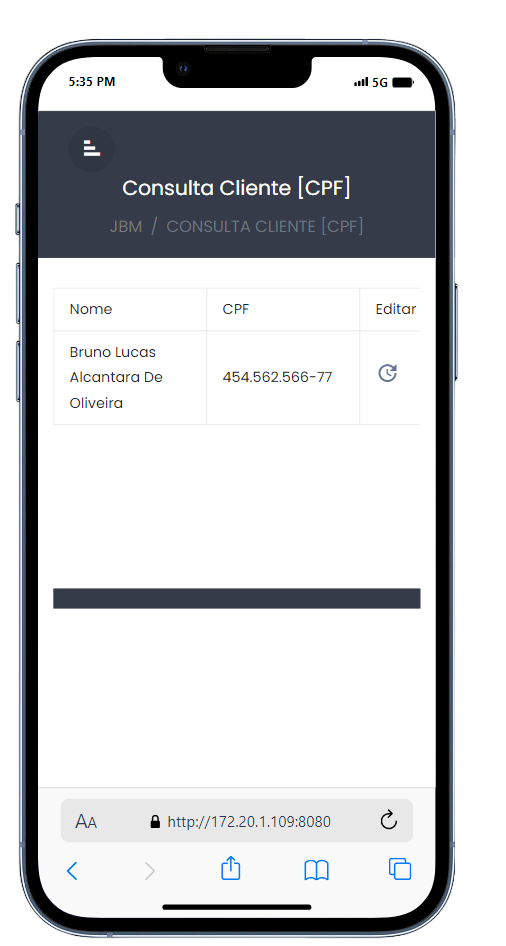 5:35 PM 5G
Consulta Cliente [CPF]
JBM / CONSULTA CLIENTE [CPF]
Nome CPF Editar
Bruno Lucas
Alcantara De
Oliveira
454.562.566-77
AA http://172.20.1.109:8080